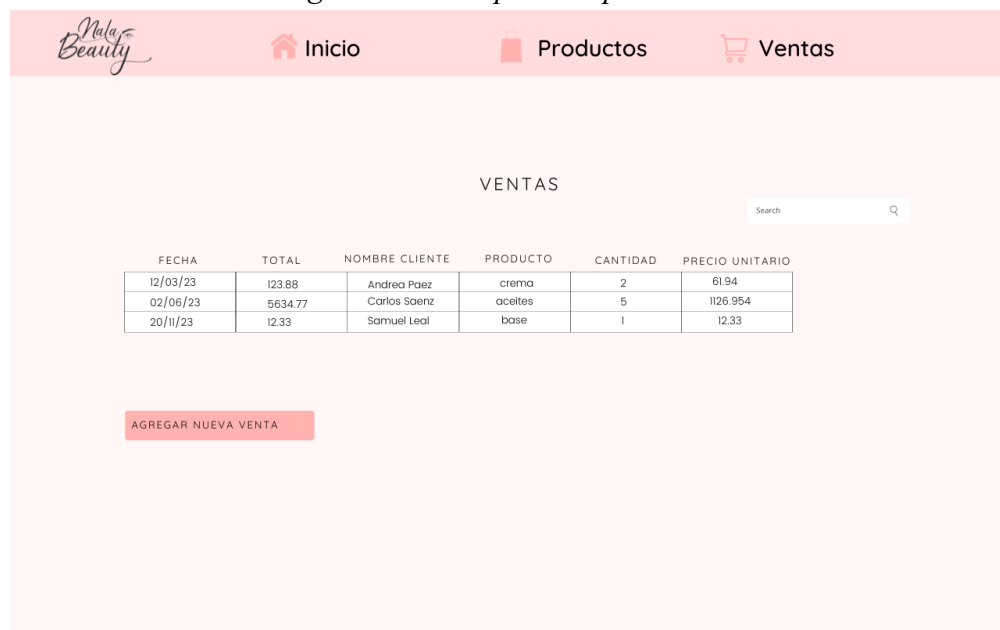 Nala
Beauty
Inicio
Productos
Ventas
VENTAS
Search
FECHA TOTAL NOMBRE CLIENTE PRODUCTO CANTIDAD PRECIO UNITARIO
12/03/23 123.88 Andrea Paez crema 2 61.94
02/06/23 5634.77 Carlos Saenz aceites 5 1126.954
20/11/23 12.33 Samuel Leal base 1 12.33
AGREGAR NUEVA VENTA